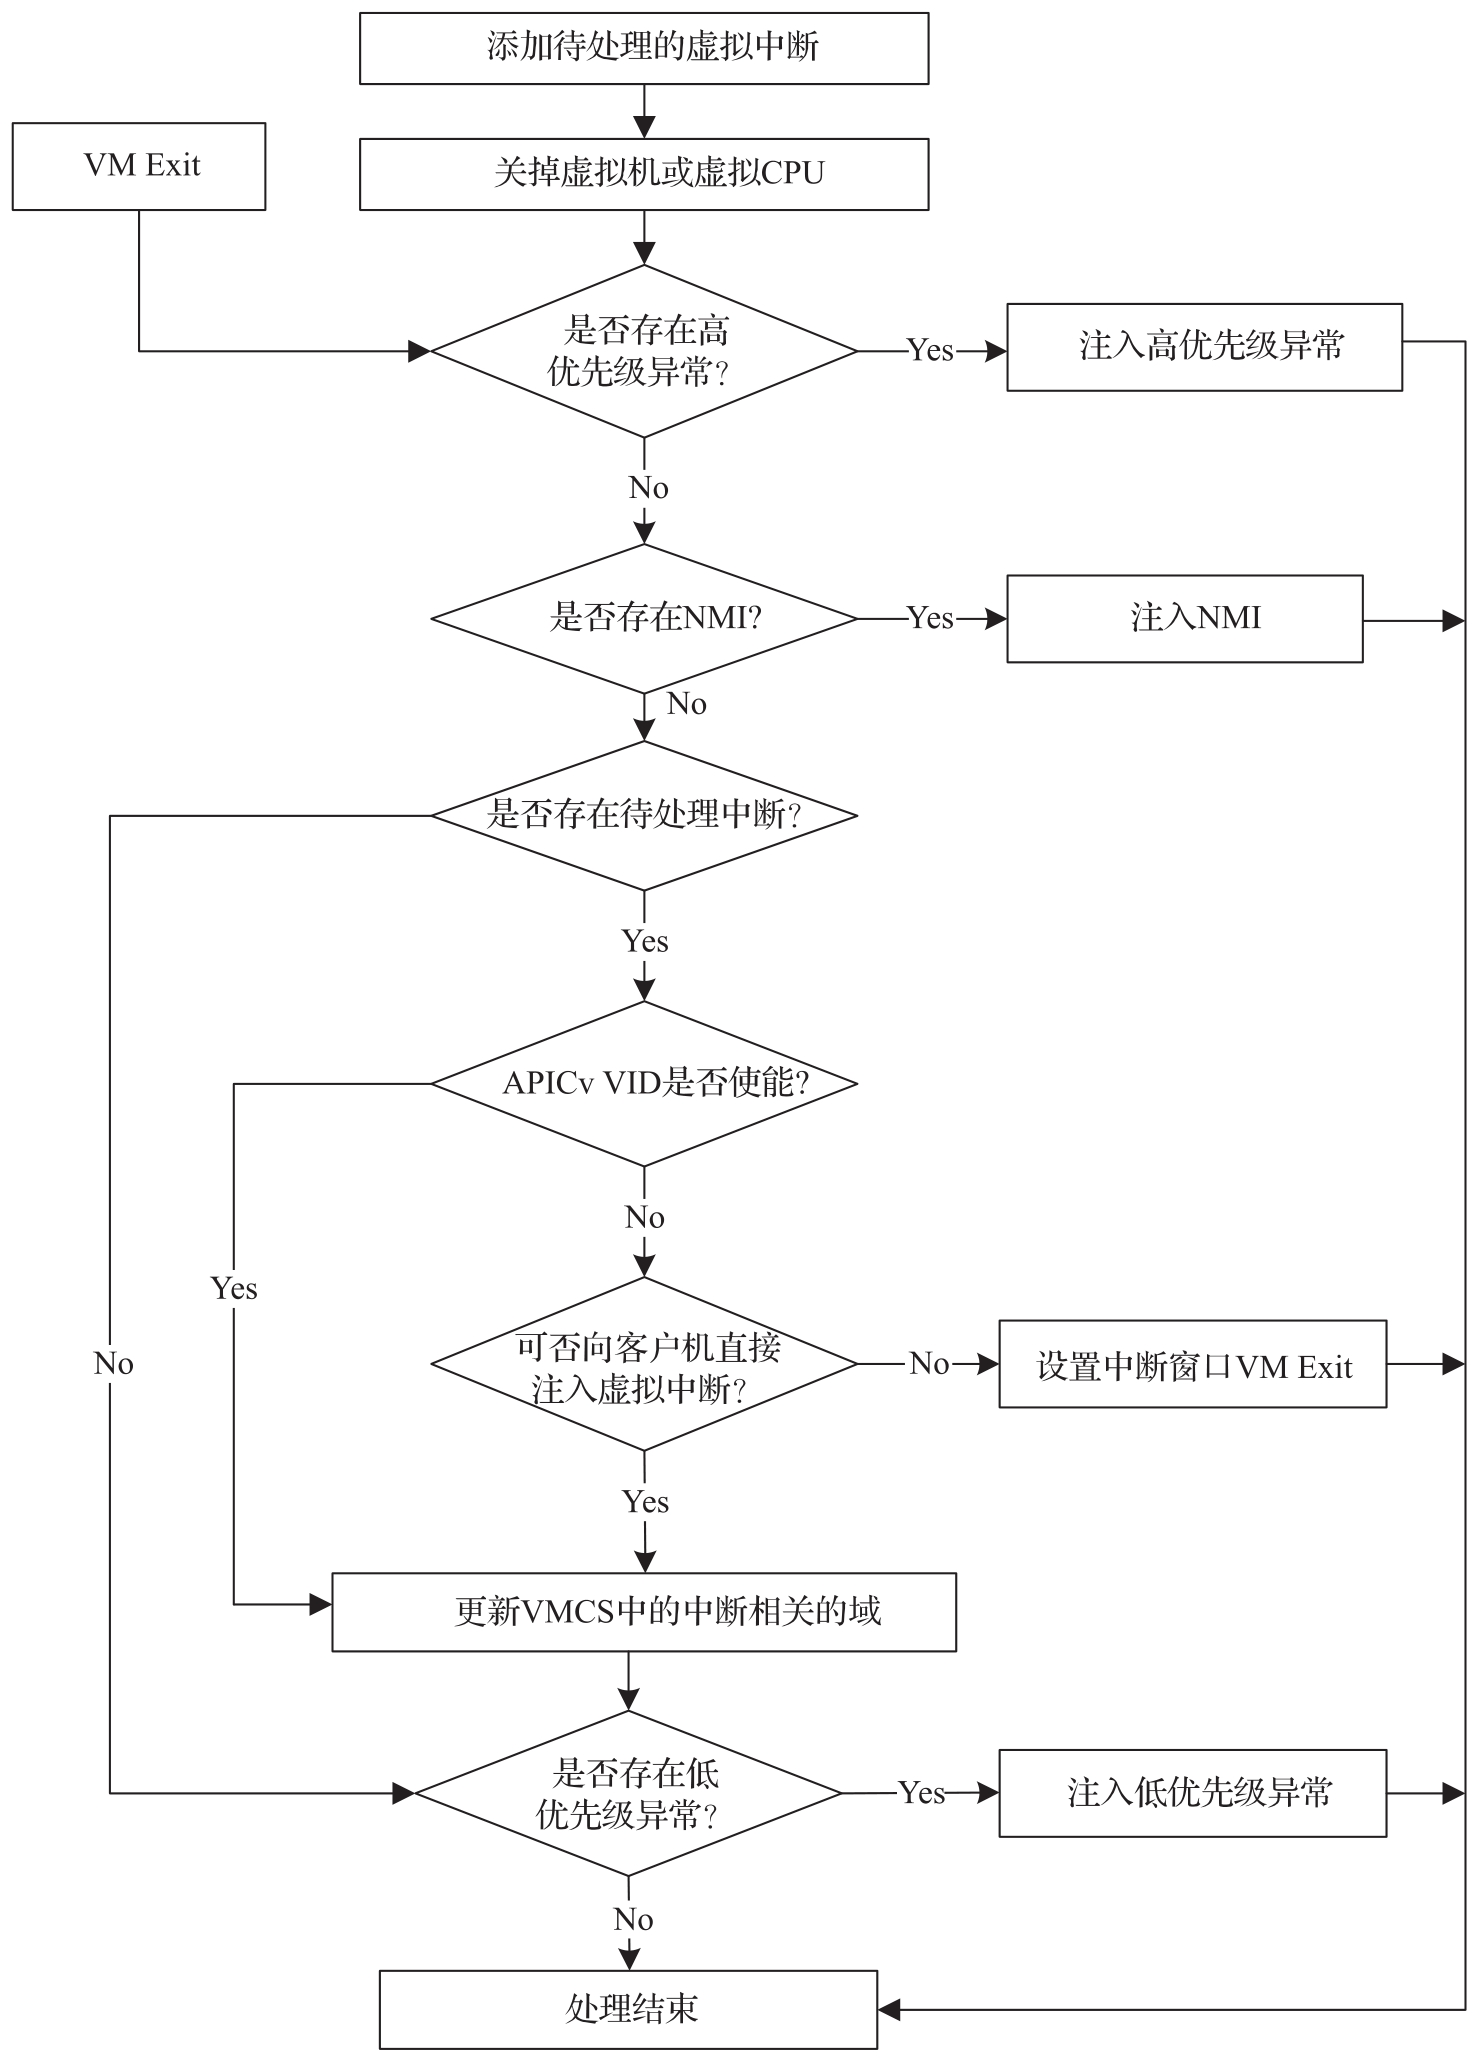 添加待处理的虚拟中断
VM Exit
关掉虚拟机或虚拟CPU
是否存在高
优先级异常?
Yes
注入高优先级异常
No
是否存在NMI?
Yes
注入NMI
No
是否存在待处理中断?
Yes
APICv VID是否使能?
No
Yes
可否向客户机直接
注入虚拟中断?
No
No
设置中断窗口VM Exit
Yes
更新VMCS中的中断相关的域
是否存在低
优先级异常?
Yes
注入低优先级异常
No
处理结束